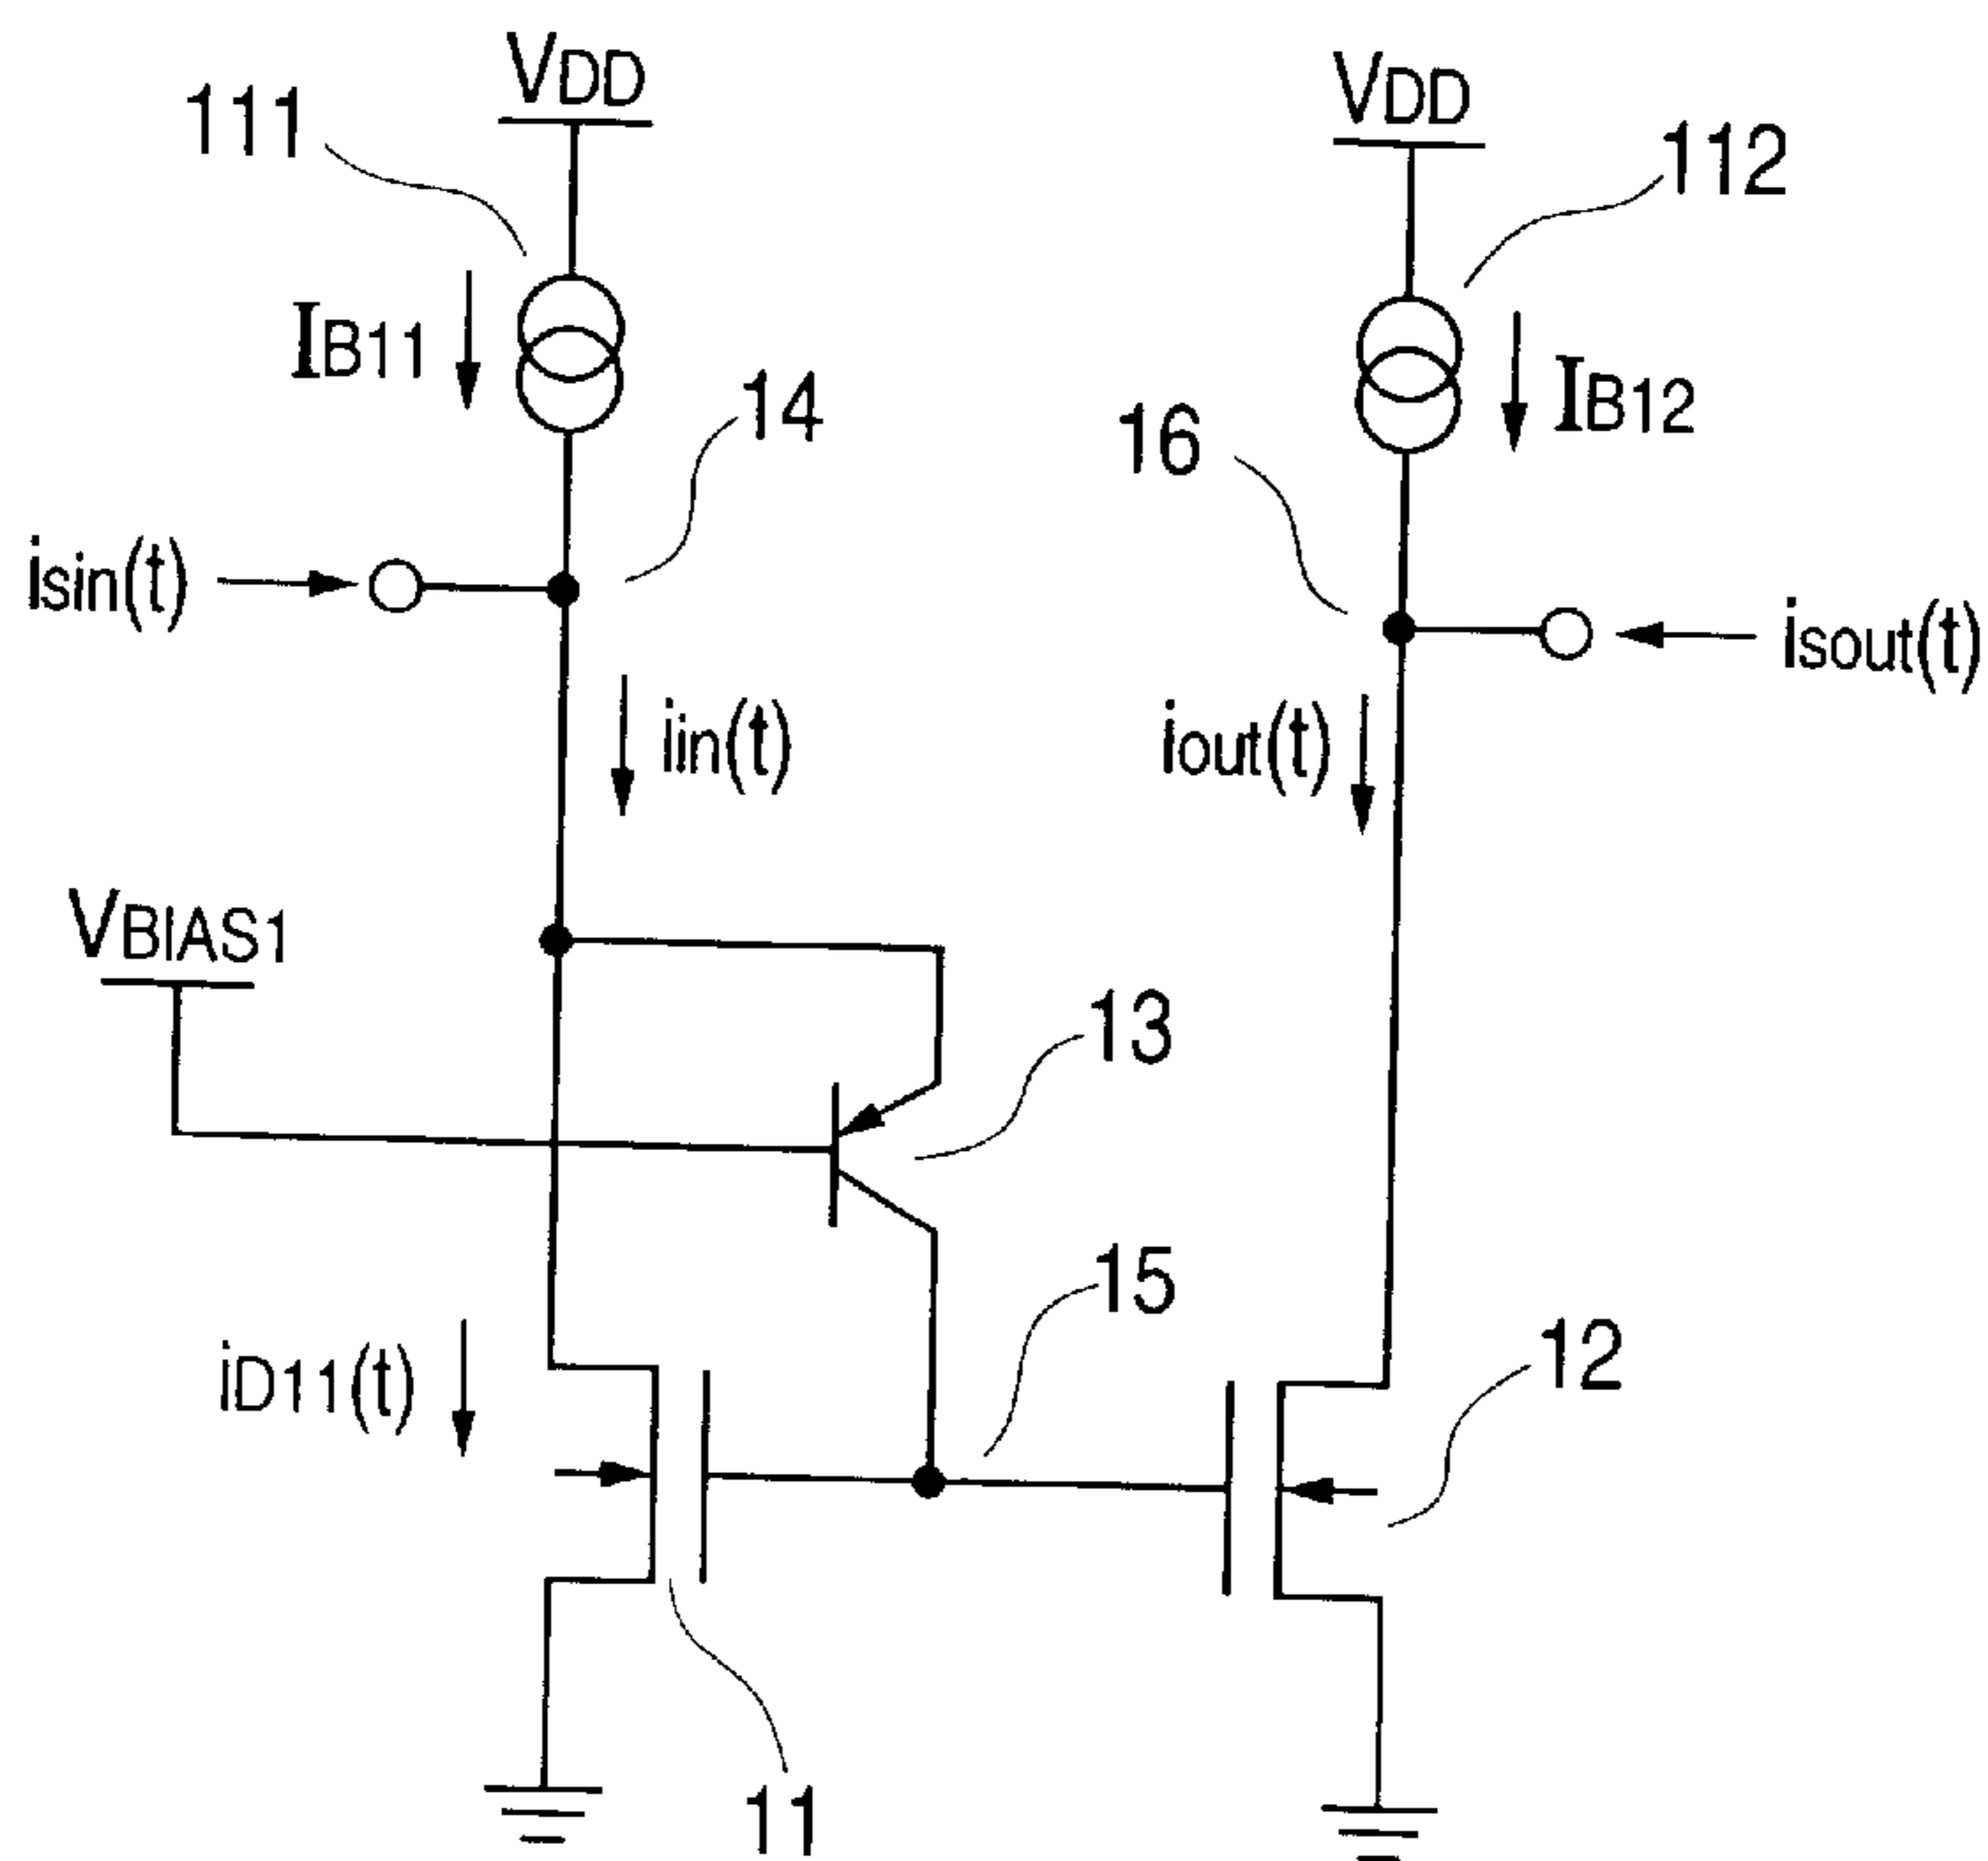 VDD
VDD
111
112
IB11
IB12
14
16
isin(t)
isout(t)
iin(t)
iout(t)
VBIAS1
13
15
iD11(t)
12
11